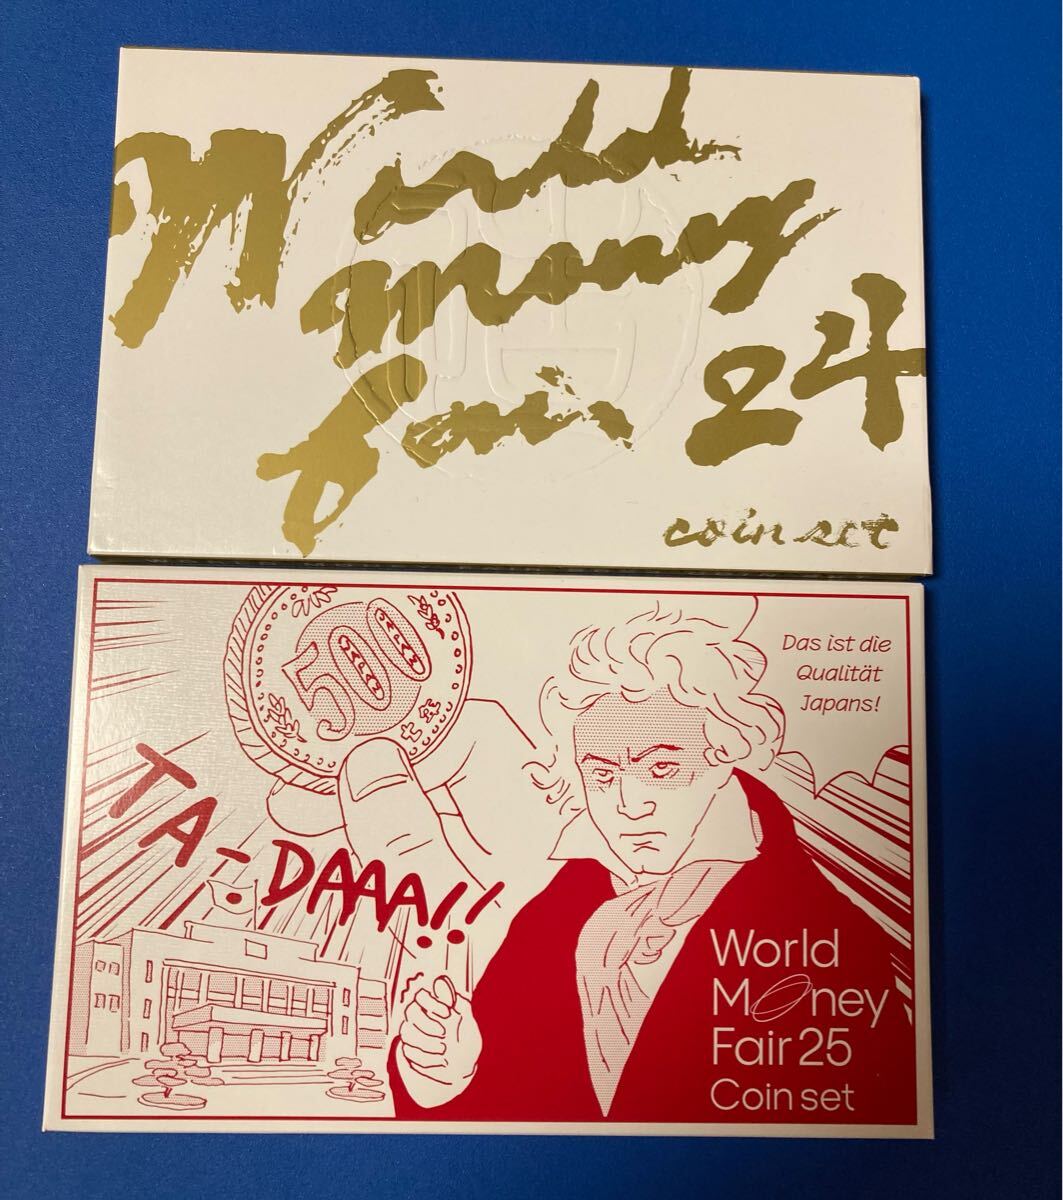 World
money
fair 24
coin set
500
Das ist die
Qualität
Japans!
TA-DAAA!!
World
Money
Fair 25
Coin set